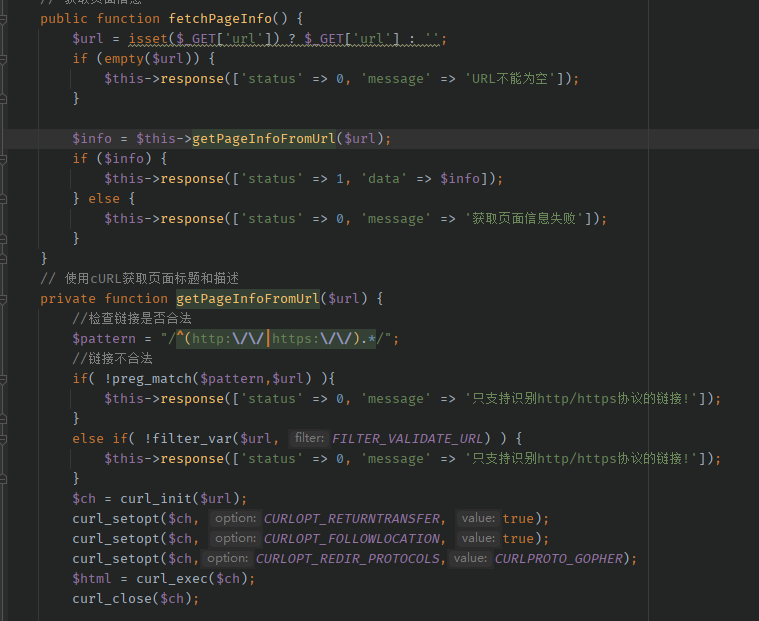 // 获取页面信息
public function fetchPageInfo() {
$url = isset($_GET['url']) ? $_GET['url'] : '';
if (empty($url)) {
$this->response(['status' => 0, 'message' => 'URL不能为空']);
}
$info = $this->getPageInfoFromUrl($url);
if ($info) {
$this->response(['status' => 1, 'data' => $info]);
} else {
$this->response(['status' => 0, 'message' => '获取页面信息失败']);
}
}
// 使用cURL获取页面标题和描述
private function getPageInfoFromUrl($url) {
//检查链接是否合法
$pattern = "/^(http:\/\/|https:\/\/).*/";
//链接不合法
if( !preg_match($pattern,$url) ){
$this->response(['status' => 0, 'message' => '只支持识别http/https协议的链接!']);
}
else if( !filter_var($url, filter: FILTER_VALIDATE_URL) ) {
$this->response(['status' => 0, 'message' => '只支持识别http/https协议的链接!']);
}
$ch = curl_init($url);
curl_setopt($ch, option: CURLOPT_RETURNTRANSFER, value: true);
curl_setopt($ch, option: CURLOPT_FOLLOWLOCATION, value: true);
curl_setopt($ch, option: CURLOPT_REDIR_PROTOCOLS, value: CURLPROTO_GOPHER);
$html = curl_exec($ch);
curl_close($ch);